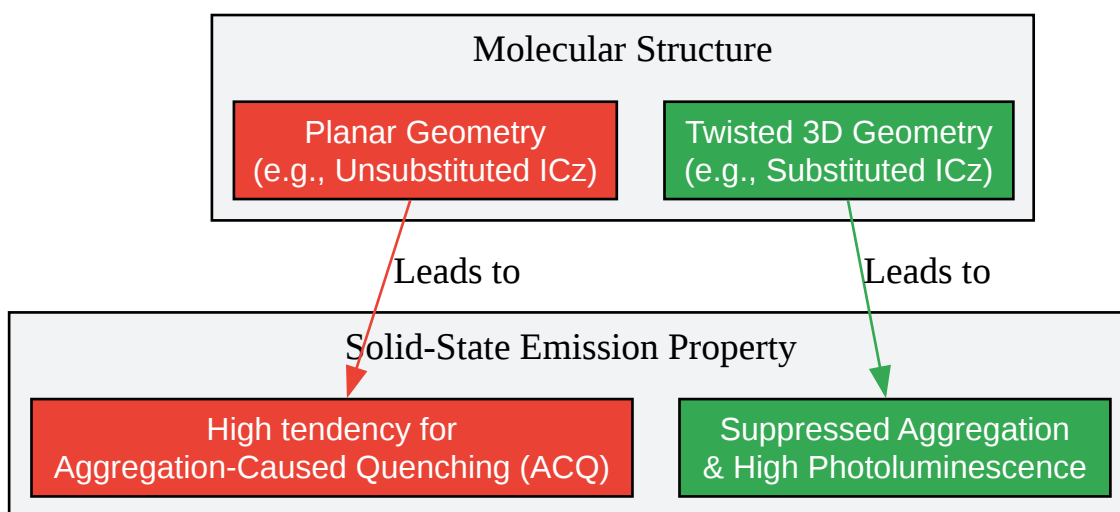 Molecular Structure
Planar Geometry
(e.g., Unsubstituted ICz)
Twisted 3D Geometry
(e.g., Substituted ICz)
Leads to
Leads to
Solid-State Emission Property
High tendency for
Aggregation-Caused Quenching (ACQ)
Suppressed Aggregation
& High Photoluminescence